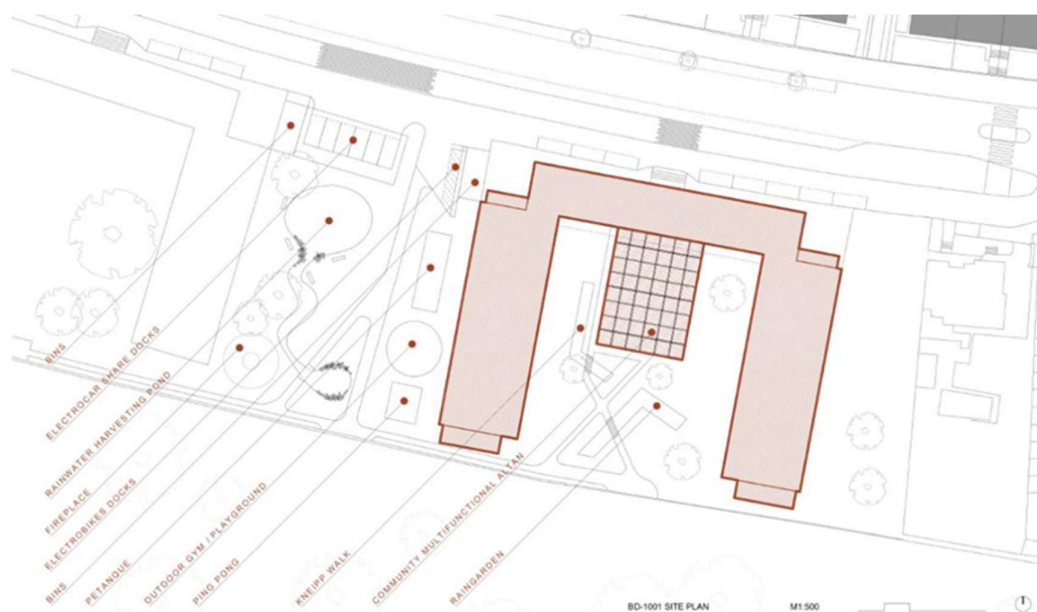 BINS
ELECTROCAR SHARE DOCKS
RAINWATER HARVESTING POND
FIREPLACE
ELECTROBIKES DOCKS
BINS
PETANQUE
OUTDOOR GYM / PLAYGROUND
PING PONG
KNEIPP WALK
COMMUNITY MULTIFUNCTIONAL ALTAN
RAINGARDEN
BD-1001 SITE PLAN
M1:500